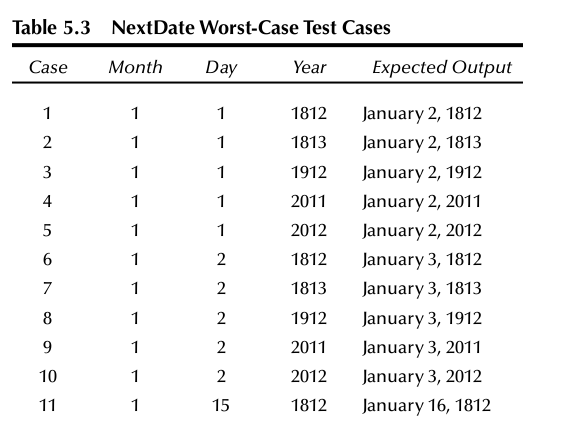 Table 5.3 NextDate Worst-Case Test Cases
Case Month Day Year Expected Output
1 1 1 1812 January 2, 1812
2 1 1 1813 January 2, 1813
3 1 1 1912 January 2, 1912
4 1 1 2011 January 2, 2011
5 1 1 2012 January 2, 2012
6 1 2 1812 January 3, 1812
7 1 2 1813 January 3, 1813
8 1 2 1912 January 3, 1912
9 1 2 2011 January 3, 2011
10 1 2 2012 January 3, 2012
11 1 15 1812 January 16, 1812